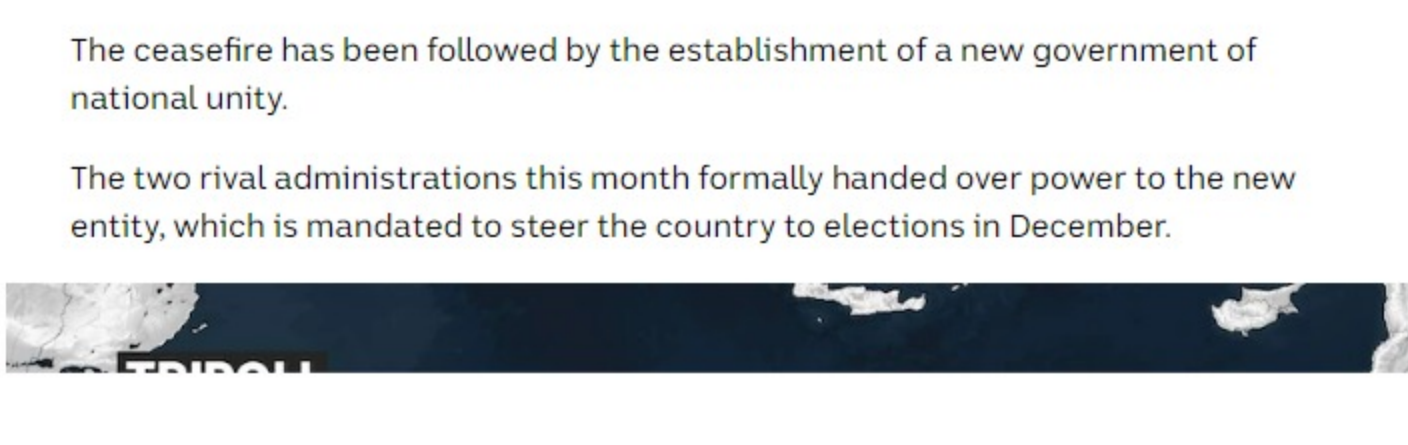 The ceasefire has been followed by the establishment of a new government of
national unity.
The two rival administrations this month formally handed over power to the new
entity, which is mandated to steer the country to elections in December.
TRIPOLI